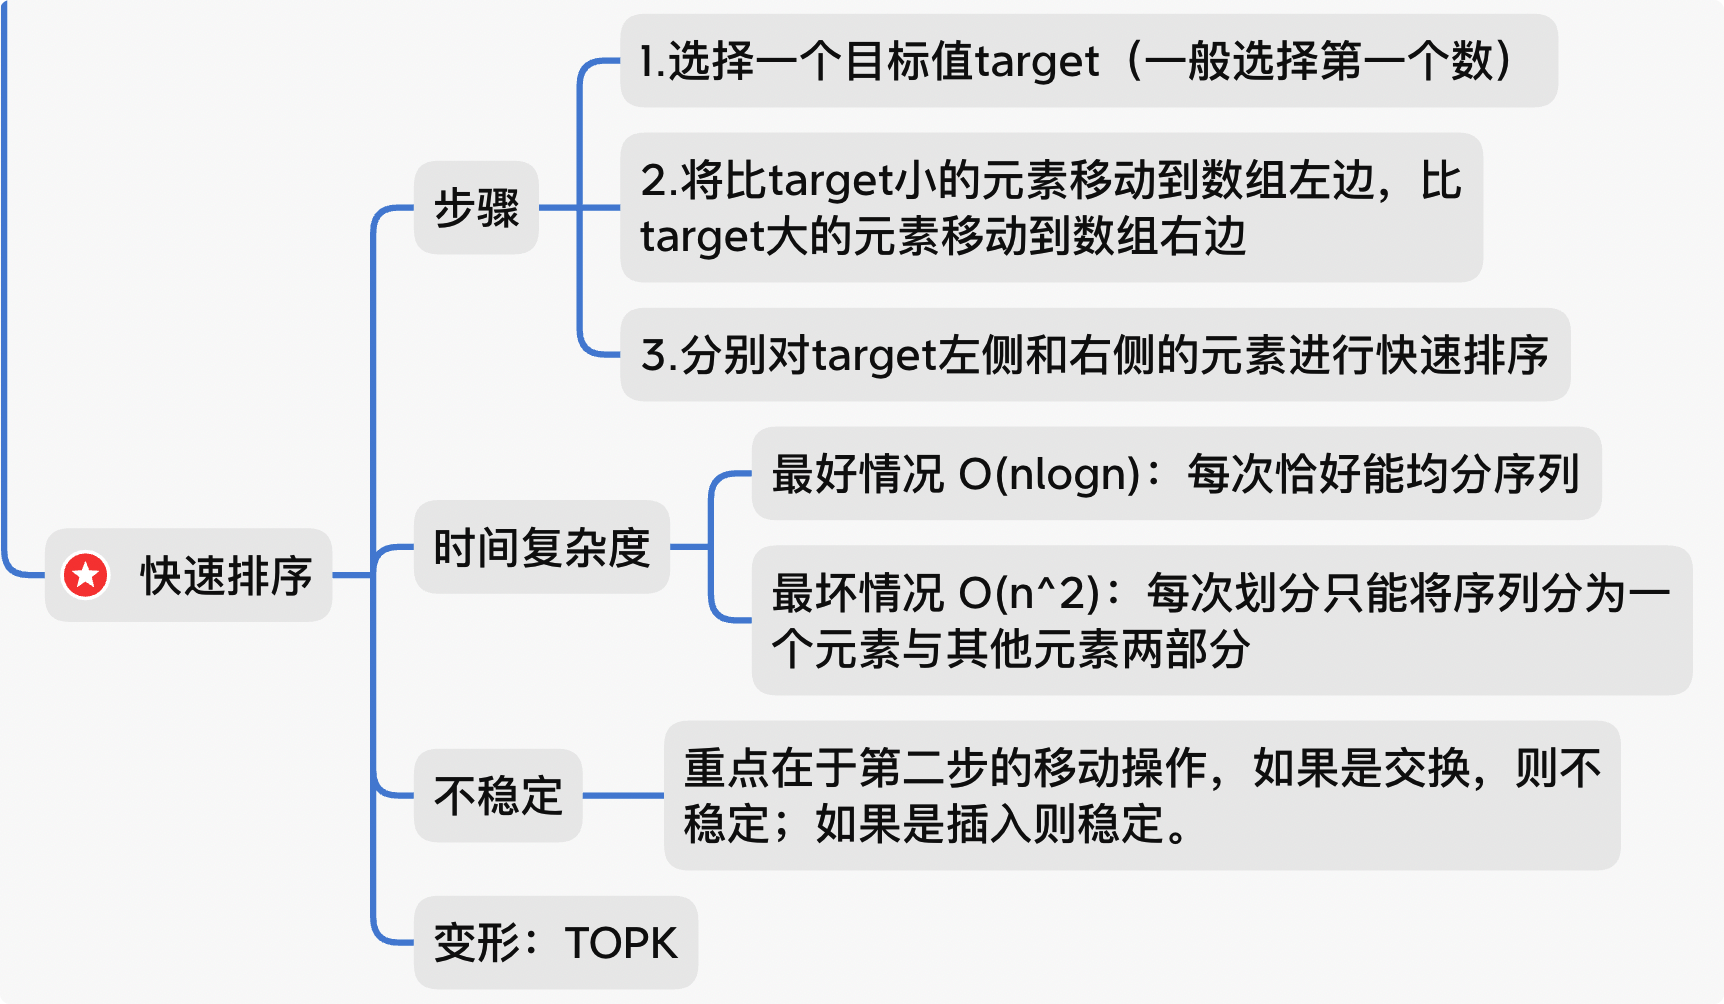 1.选择一个目标值target（一般选择第一个数）
2.将比target小的元素移动到数组左边，比
target大的元素移动到数组右边
3.分别对target左侧和右侧的元素进行快速排序
步骤
最好情况 O(nlogn)：每次恰好能均分序列
最坏情况 O(n^2)：每次划分只能将序列分为一
个元素与其他元素两部分
时间复杂度
快速排序
重点在于第二步的移动操作，如果是交换，则不
稳定；如果是插入则稳定。
不稳定
变形：TOPK